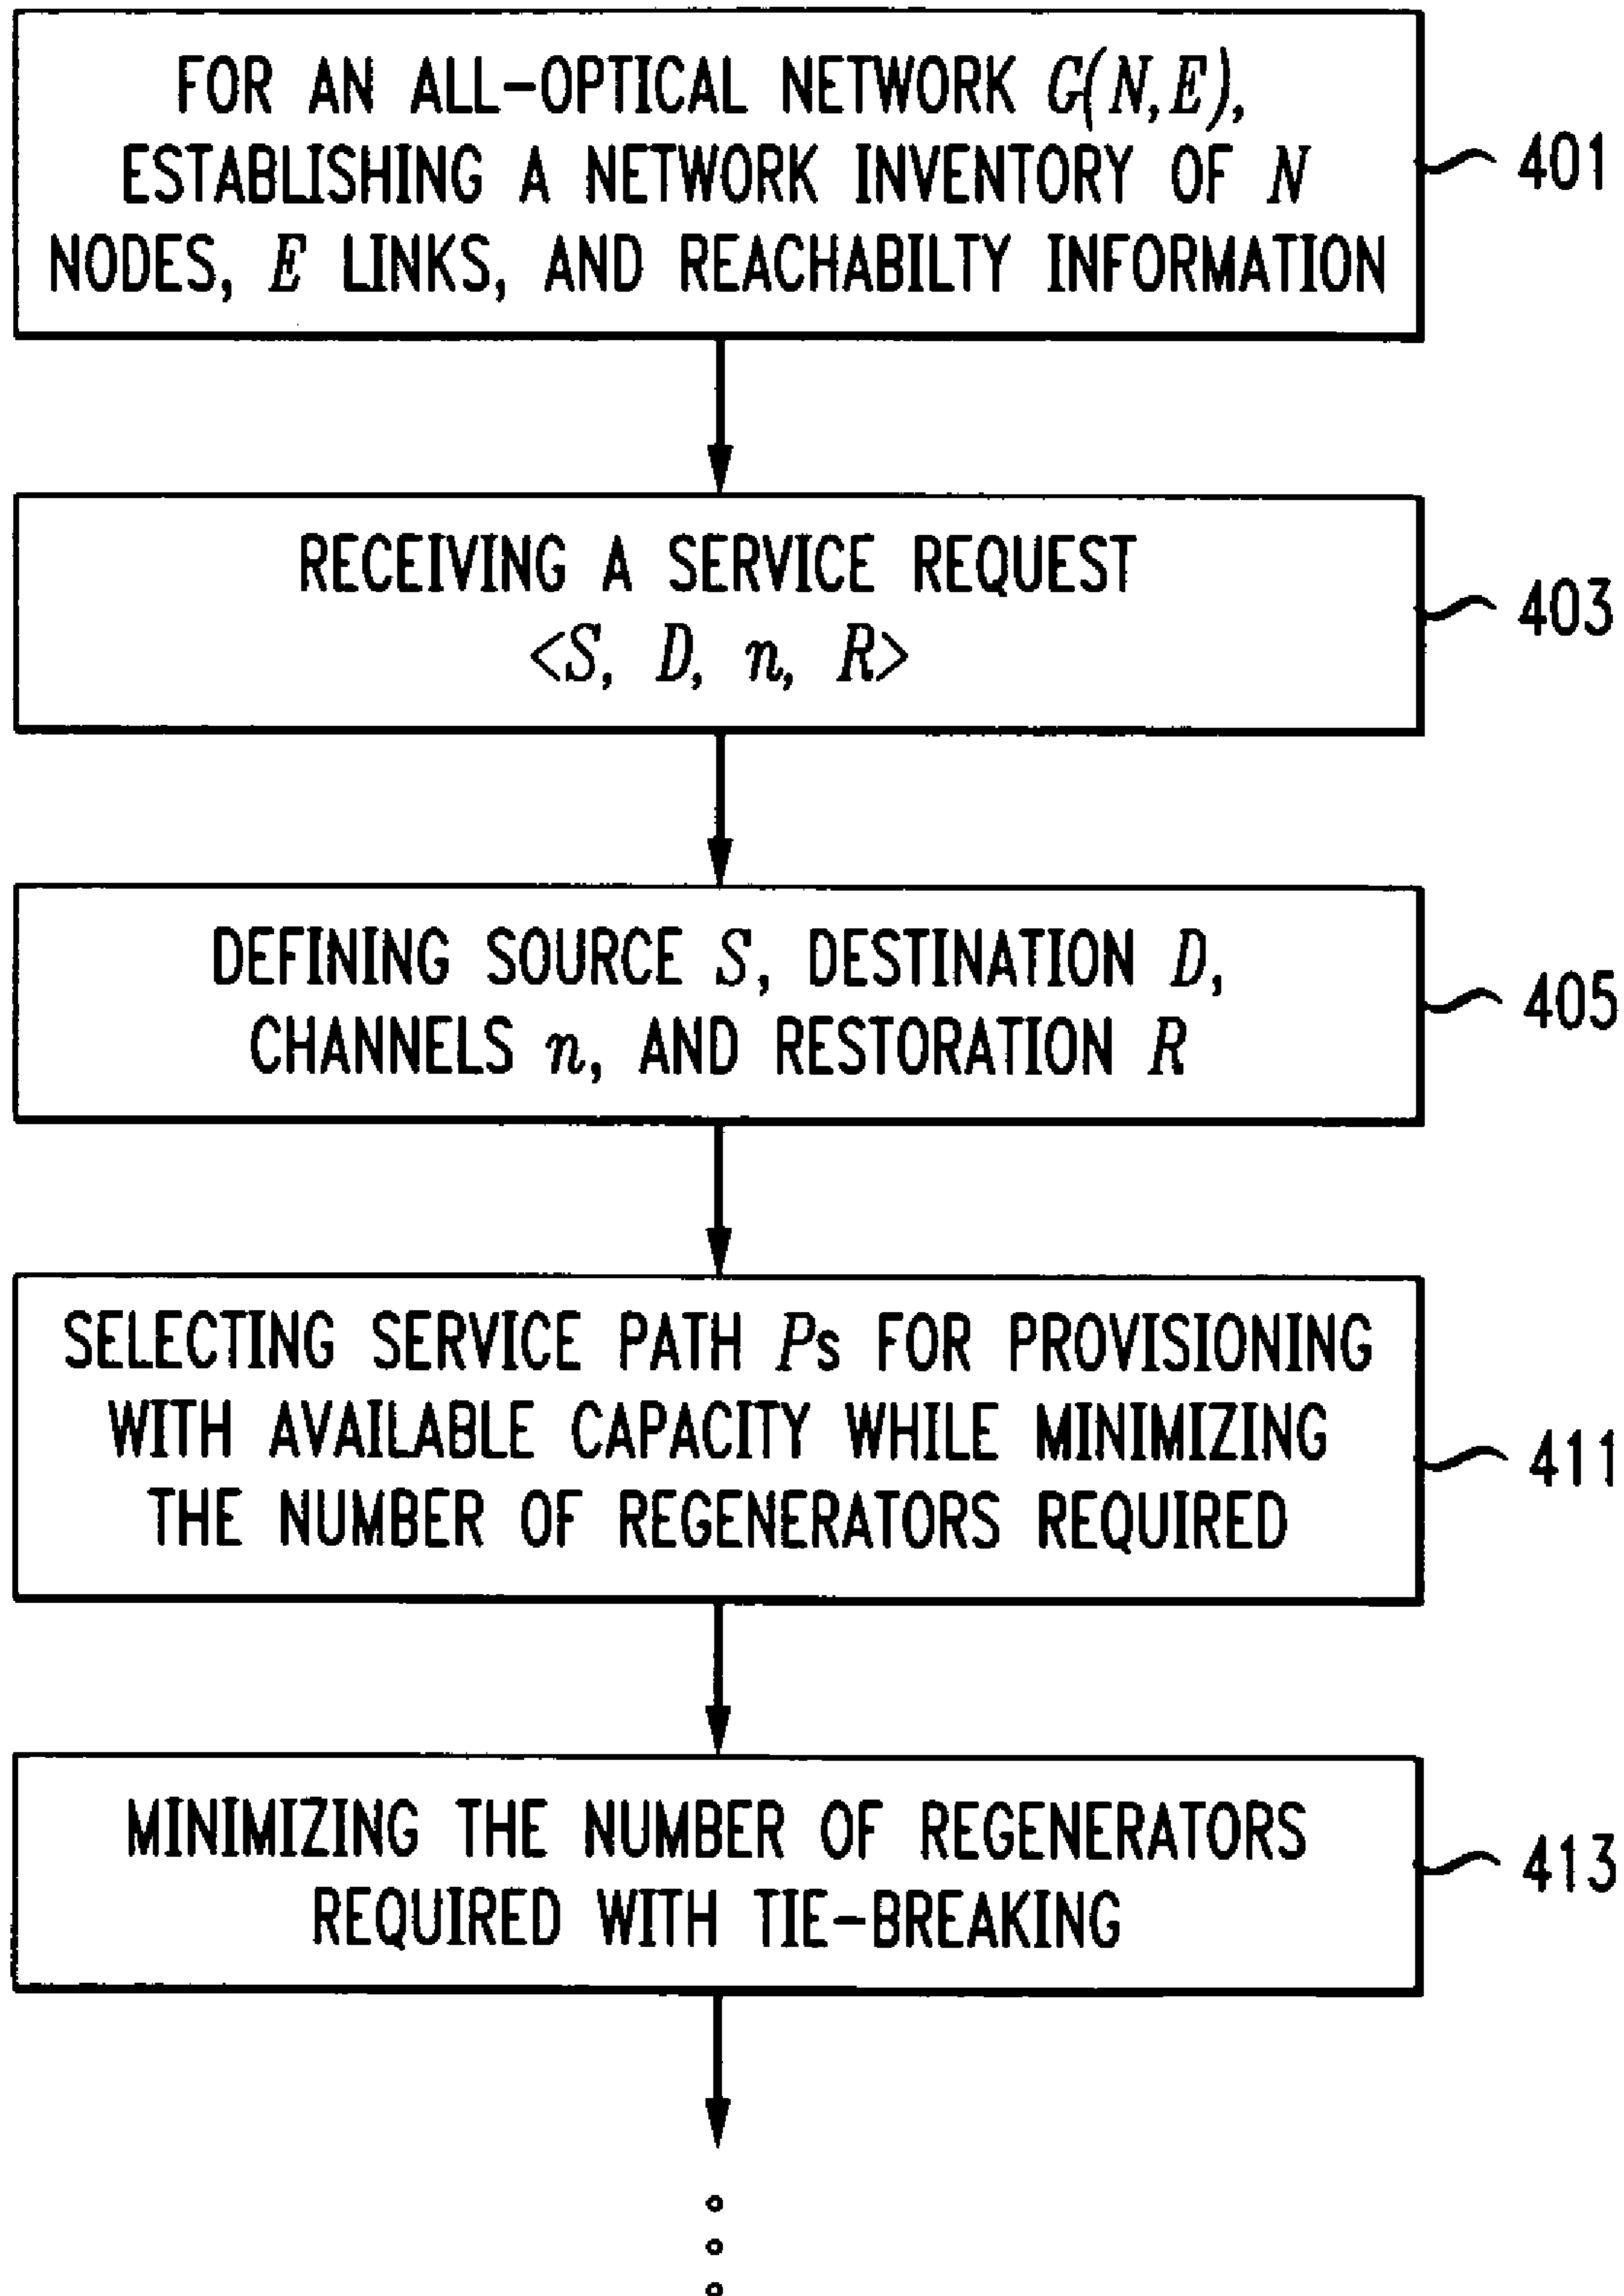 FOR AN ALL-OPTICAL NETWORK G(N,E),
ESTABLISHING A NETWORK INVENTORY OF N
NODES, E LINKS, AND REACHABILTY INFORMATION
401
RECEIVING A SERVICE REQUEST
<S, D, n, R>
403
DEFINING SOURCE S, DESTINATION D,
CHANNELS n, AND RESTORATION R
405
SELECTING SERVICE PATH Ps FOR PROVISIONING
WITH AVAILABLE CAPACITY WHILE MINIMIZING
THE NUMBER OF REGENERATORS REQUIRED
411
MINIMIZING THE NUMBER OF REGENERATORS
REQUIRED WITH TIE-BREAKING
413